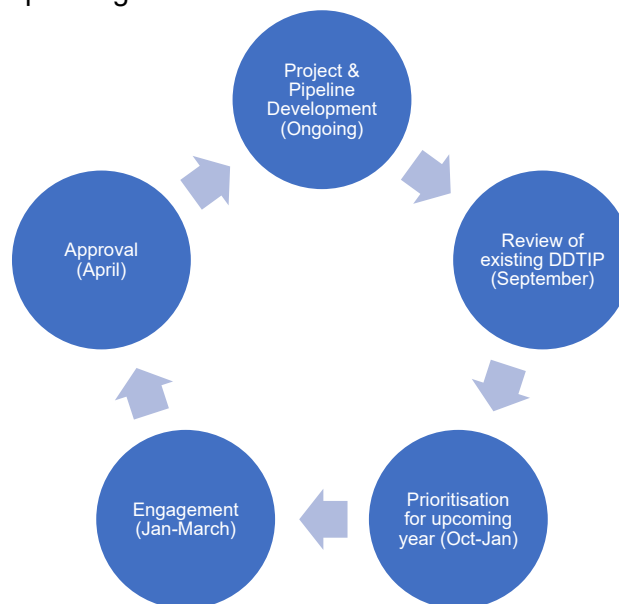 Project &
Pipeline
Development
(Ongoing)
Review of
existing DDTIP
(September)
Prioritisation
for upcoming
year (Oct-Jan)
Engagement
(Jan-March)
Approval
(April)